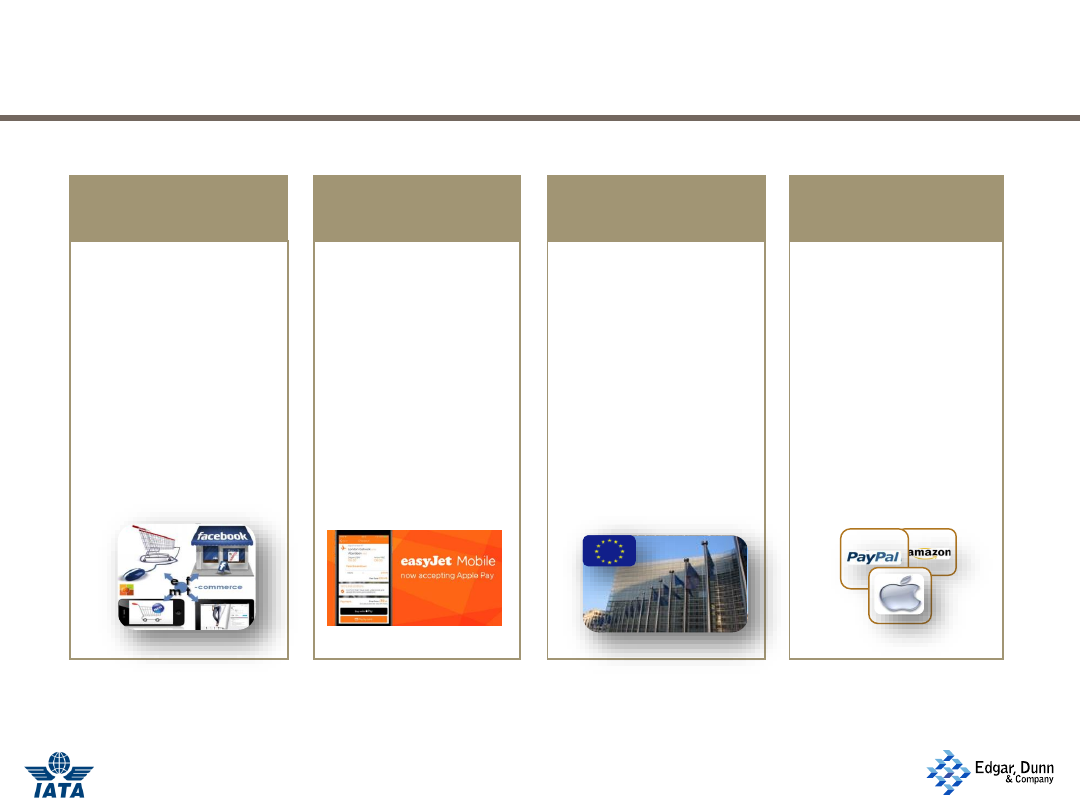 facebook
e
f
m
-commerce
easyJet Mobile
now accepting Apple Pay
PayPal
amazon
IATA
Edgar, Dunn
& Company